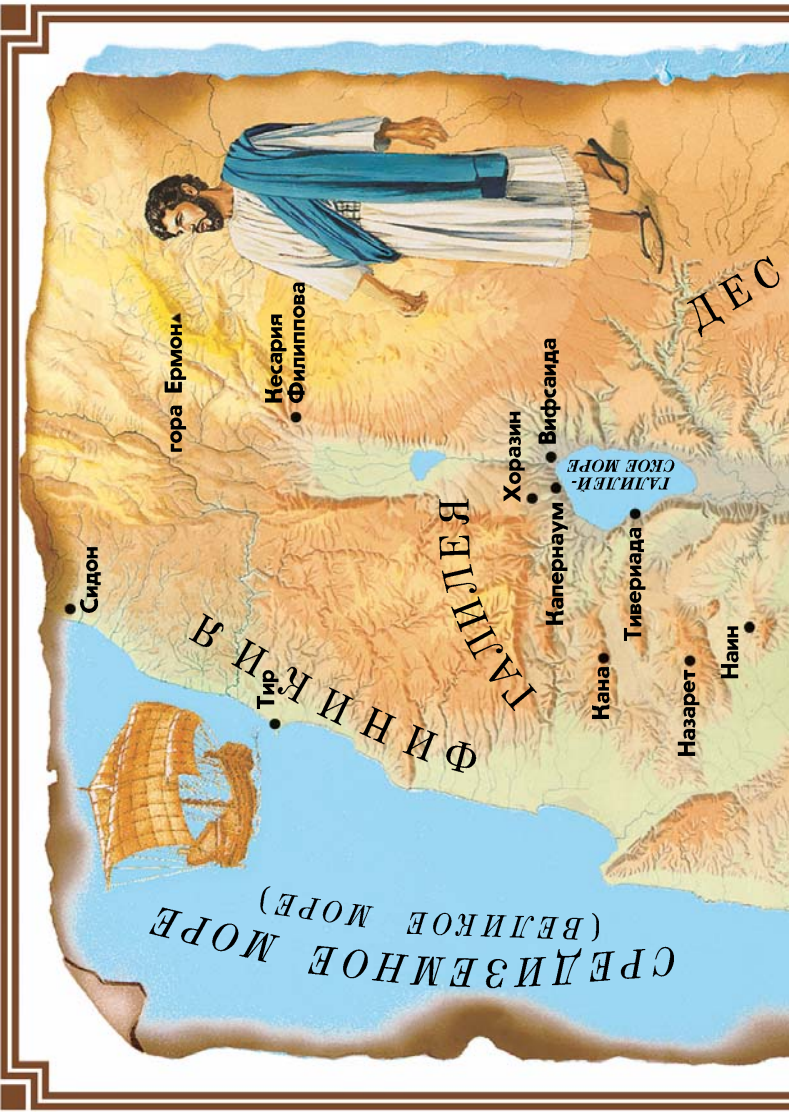 СРЕДИЗЕМНОЕ МОРЕ
(ВЕЛИКОЕ МОРЕ)
ФИНИКИЯ
Сидон
Тир
гора Ермон
Кесария
Филиппова
ГАЛИЛЕЯ
Хоразин
Вифсаида
Капернаум
ГАЛИЛЕЙ-
СКОЕ МОРЕ
Тивериада
Кана
Назарет
Наин
ДЕС